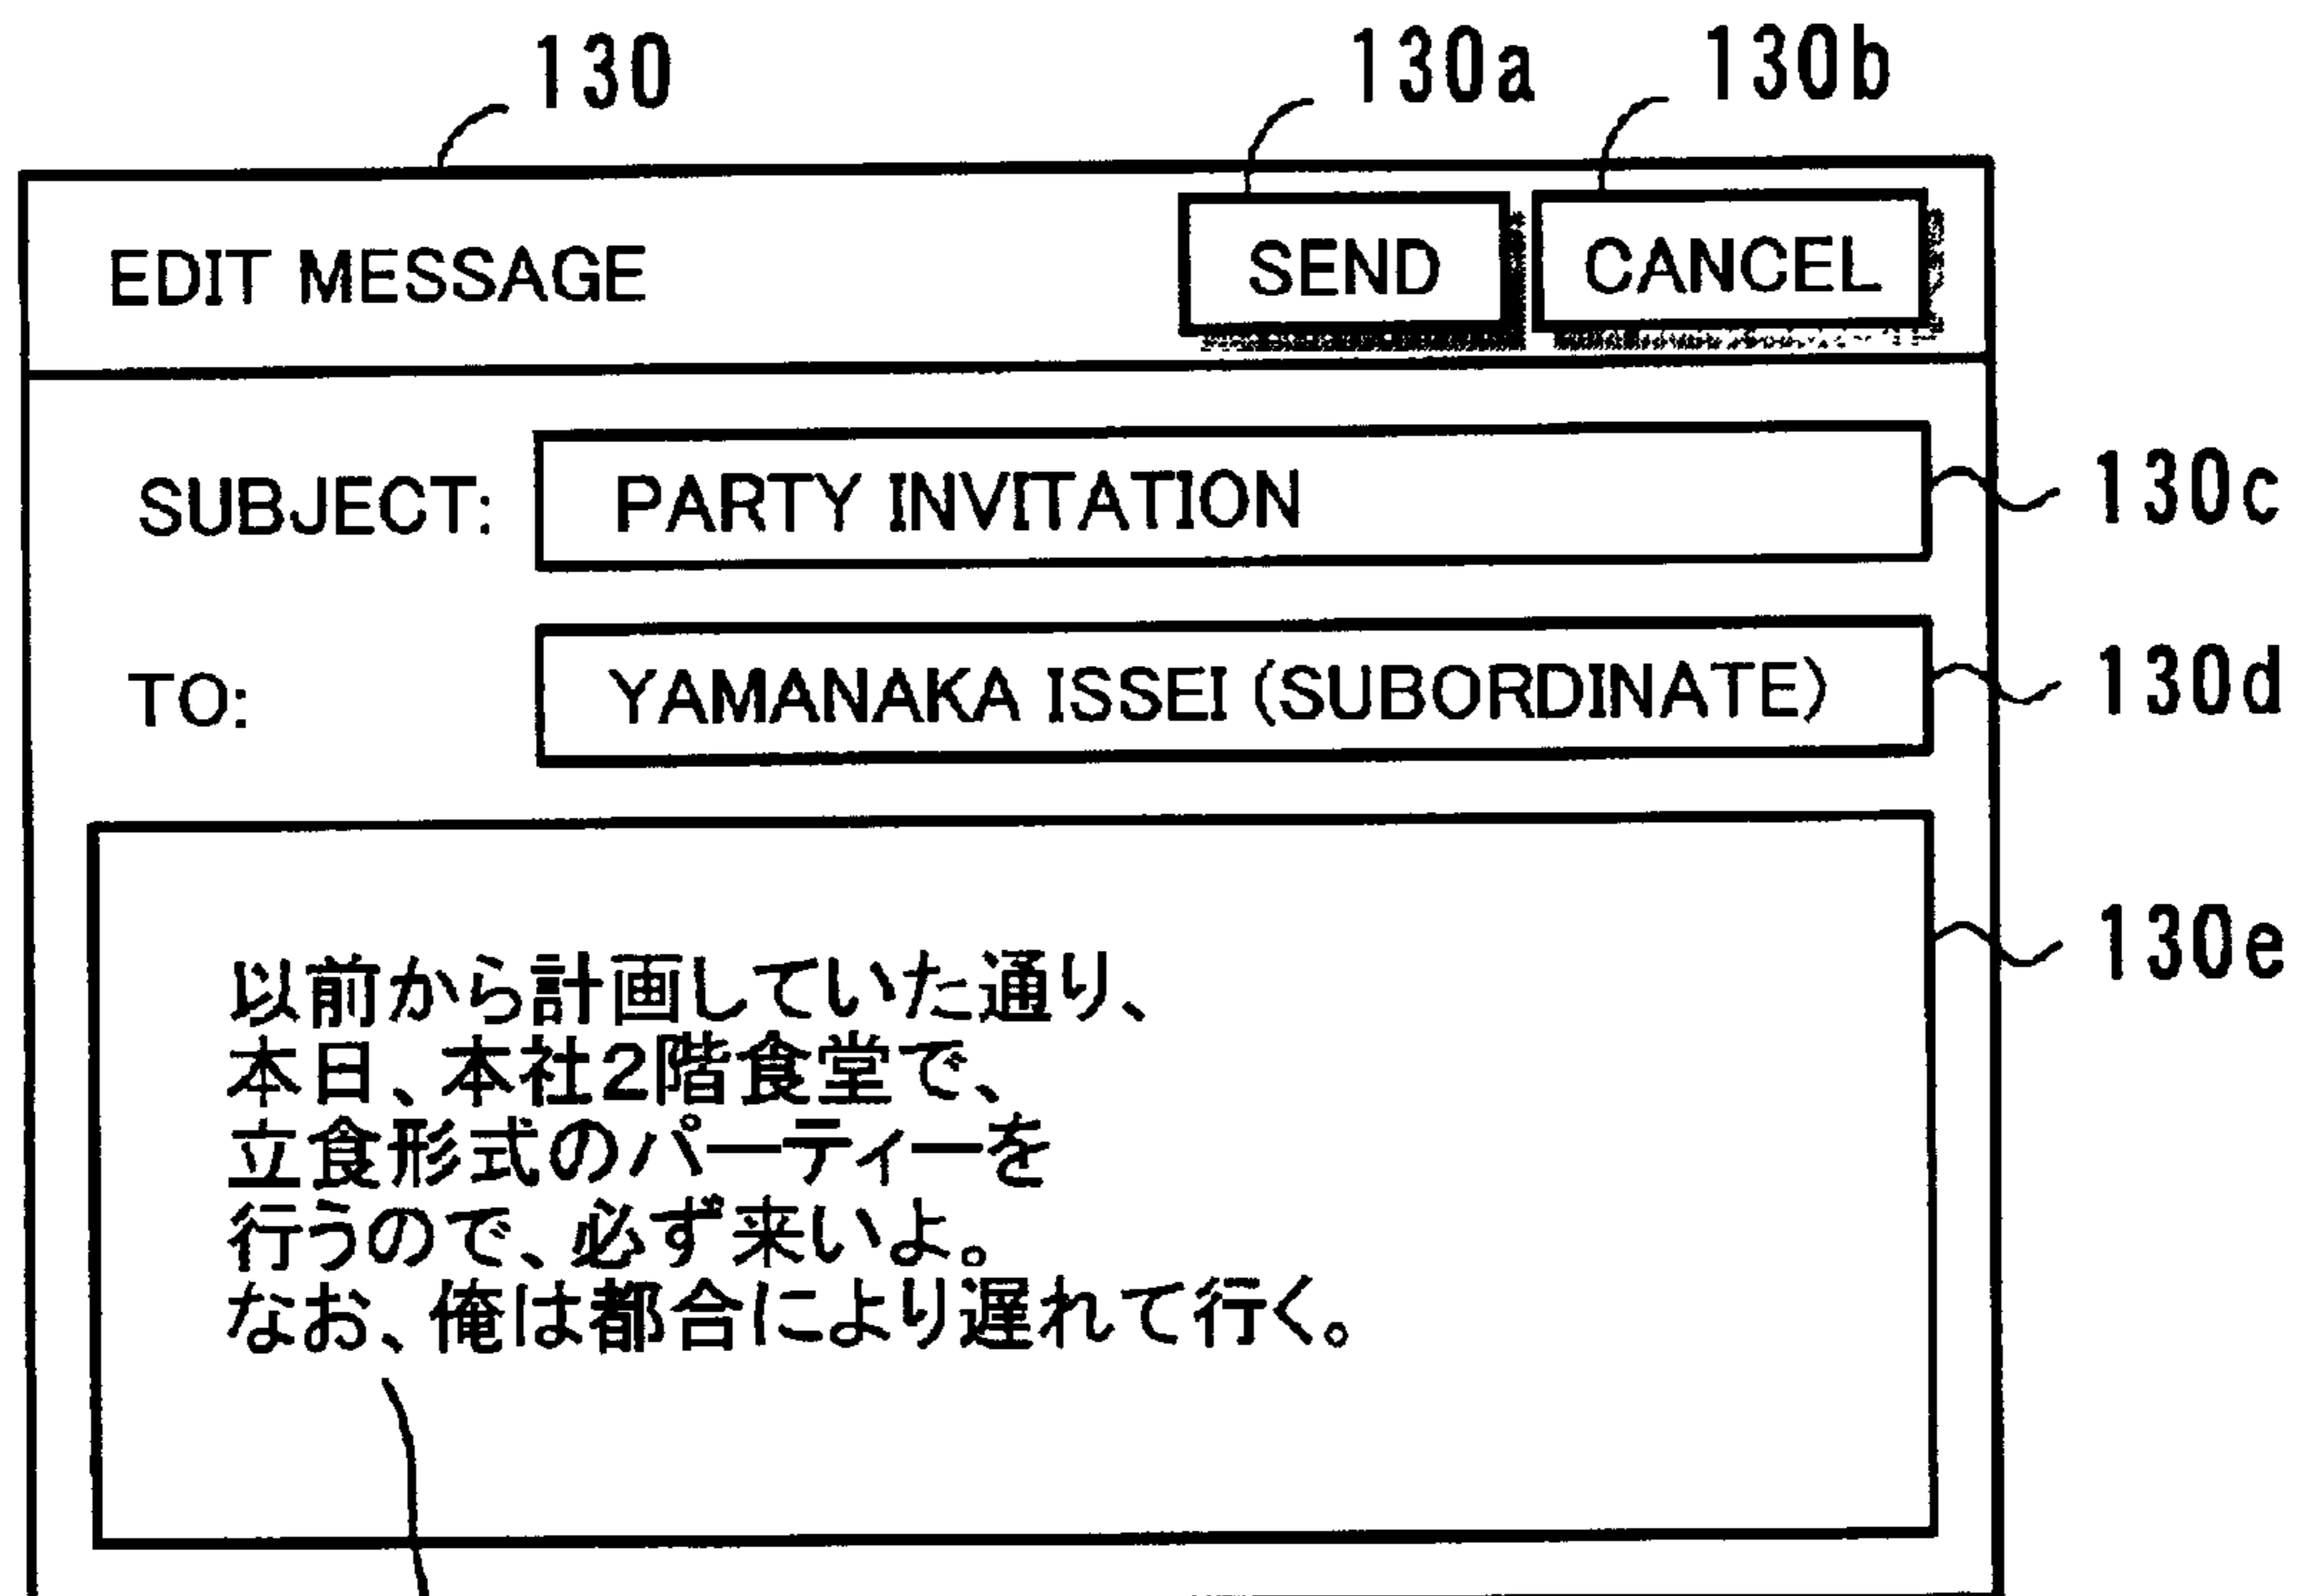 130 130a 130b
EDIT MESSAGE SEND CANCEL
SUBJECT: PARTY INVITATION 130c
TO: YAMANAKA ISSEI (SUBORDINATE) 130d
130e
以前から計画していた通り、
本日、本社2階食堂で、
立食形式のパーティーを
行うので、必ず来いよ。
なお、俺は都合により遅れて行く。